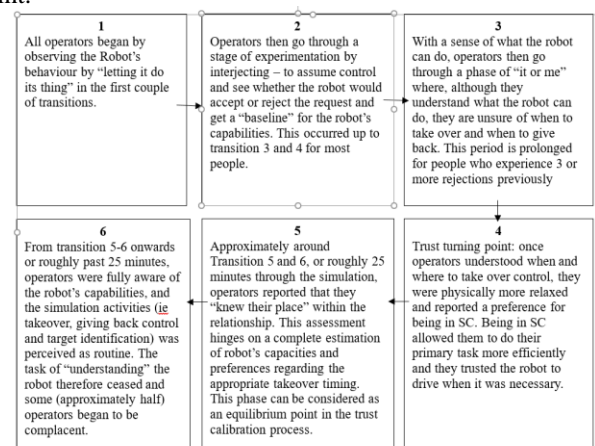 1
All operators began by
observing the Robot's
behaviour by "letting it do
its thing" in the first couple
of transitions.
2
Operators then go through a
stage of experimentation by
interjecting – to assume control
and see whether the robot would
accept or reject the request and
get a "baseline" for the robot's
capabilities. This occurred up to
transition 3 and 4 for most
people.
3
With a sense of what the robot
can do, operators then go
through a phase of "it or me"
where, although they
understand what the robot can
do, they are unsure of when to
take over and when to give
back. This period is prolonged
for people who experience 3 or
more rejections previously
4
Trust turning point: once
operators understood when and
where to take over control, they
were physically more relaxed
and reported a preference for
being in SC. Being in SC
allowed them to do their
primary task more efficiently
and they trusted the robot to
drive when it was necessary.
5
Approximately around
Transition 5 and 6, or roughly 25
minutes through the simulation,
operators reported that they
"knew their place" within the
relationship. This assessment
hinges on a complete estimation
of robot's capacities and
preferences regarding the
appropriate takeover timing.
This phase can be considered as
an equilibrium point in the trust
calibration process.
6
From transition 5-6 onwards
or roughly past 25 minutes,
operators were fully aware of
the robot's capabilities, and
the simulation activities (ie
takeover, giving back control
and target identification) was
perceived as routine. The
task of "understanding" the
robot therefore ceased and
some (approximately half)
operators began to be
complacent.